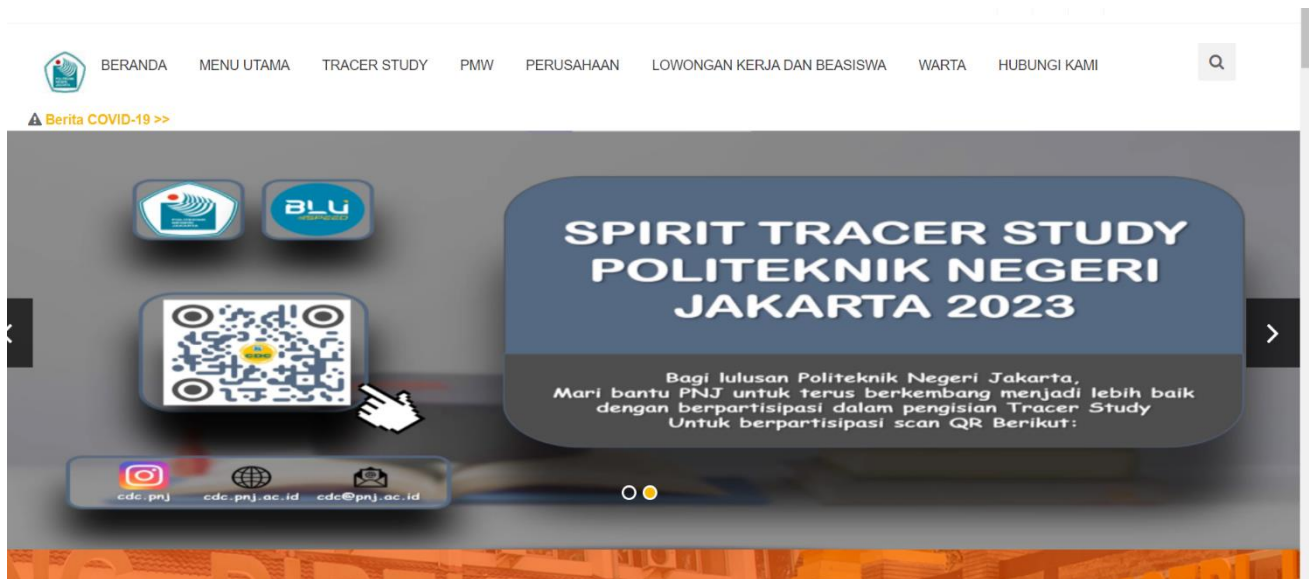 BERANDA MENU UTAMA TRACER STUDY PMW PERUSAHAAN LOWONGAN KERJA DAN BEASISWA WARTA HUBUNGI KAMI
Berita COVID-19 >>
BLU
SPEED
SPIRIT TRACER STUDY
POLITEKNIK NEGERI
JAKARTA 2023
Bagi lulusan Politeknik Negeri Jakarta,
Mari bantu PNJ untuk terus berkembang menjadi lebih baik
dengan berpartisipasi dalam pengisian Tracer Study
Untuk berpartisipasi scan QR Berikut:
CDC
cdc.pnj cdc.pnj.ac.id cdc@pnj.ac.id